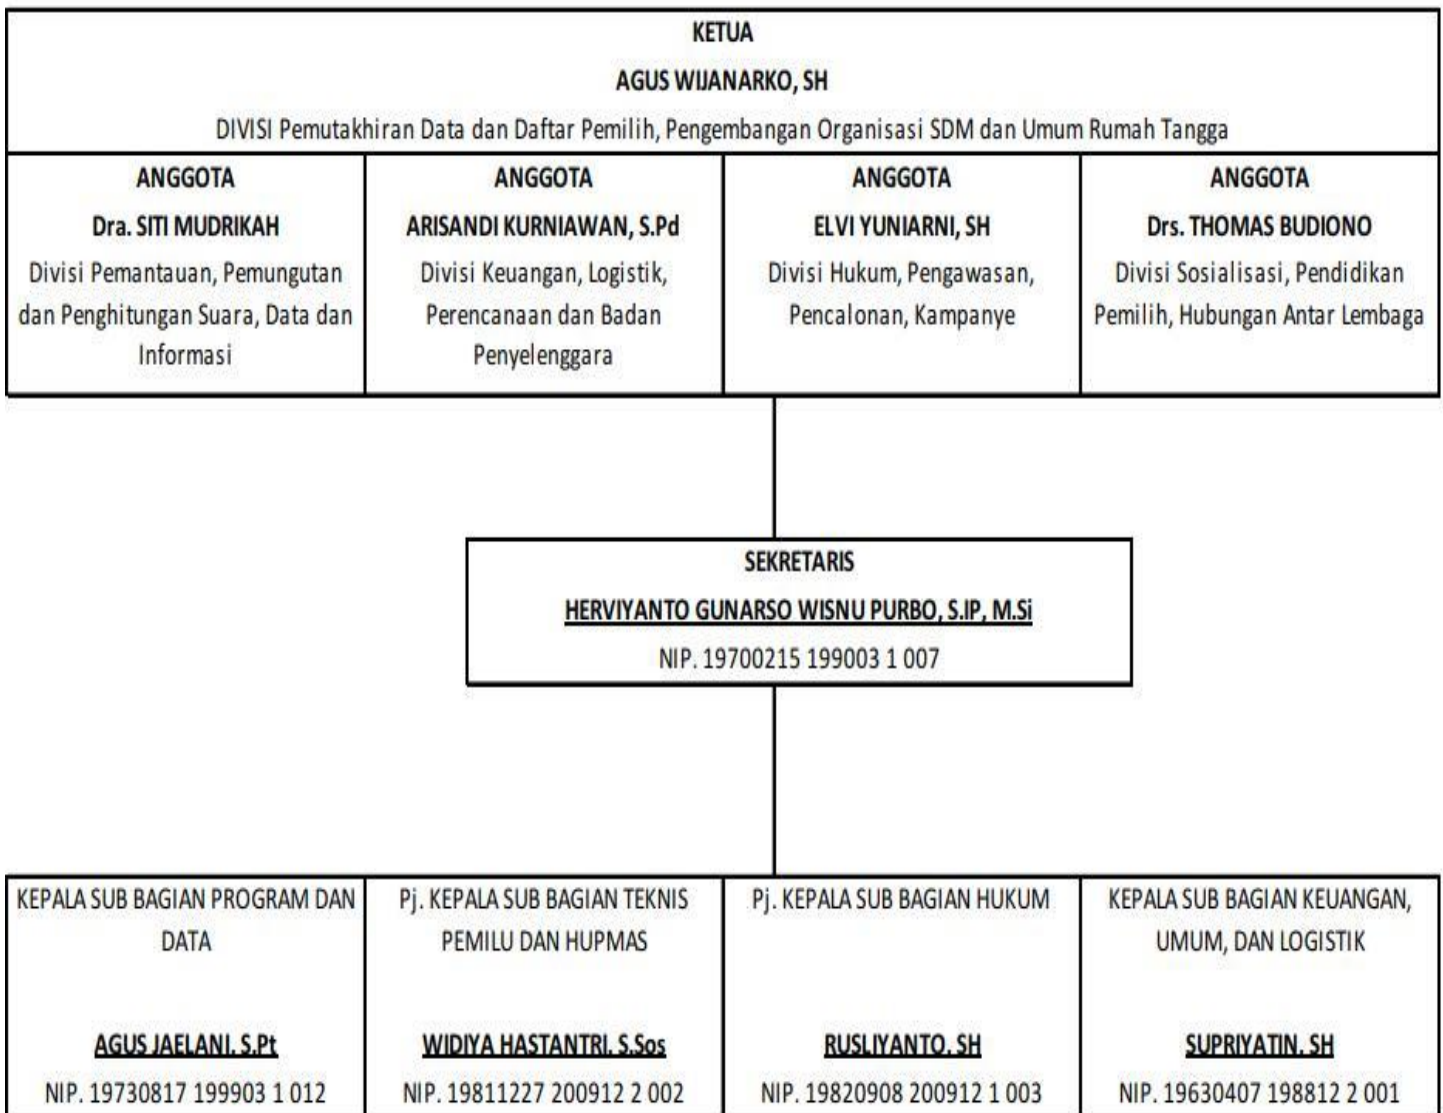 KETUA
AGUS WIJANARKO, SH
DIVISI Pemutakhiran Data dan Daftar Pemilih, Pengembangan Organisasi SDM dan Umum Rumah Tangga
ANGGOTA
Dra. SITI MUDRIKAH
Divisi Pemantauan, Pemungutan
dan Penghitungan Suara, Data dan
Informasi
ANGGOTA
ARISANDI KURNIAWAN, S.Pd
Divisi Keuangan, Logistik,
Perencanaan dan Badan
Penyelenggara
ANGGOTA
ELVI YUNIARNI, SH
Divisi Hukum, Pengawasan,
Pencalonan, Kampanye
ANGGOTA
Drs. THOMAS BUDIONO
Divisi Sosialisasi, Pendidikan
Pemilih, Hubungan Antar Lembaga
SEKRETARIS
HERVIYANTO GUNARSO WISNU PURBO, S.IP, M.Si
NIP. 19700215 199003 1 007
KEPALA SUB BAGIAN PROGRAM DAN
DATA
AGUS JAELANI, S.Pt
NIP. 19730817 199903 1 012
Pj. KEPALA SUB BAGIAN TEKNIS
PEMILU DAN HUPMAS
WIDIYA HASTANTRI, S.Sos
NIP. 19811227 200912 2 002
Pj. KEPALA SUB BAGIAN HUKUM
RUSLIYANTO, SH
NIP. 19820908 200912 1 003
KEPALA SUB BAGIAN KEUANGAN,
UMUM, DAN LOGISTIK
SUPRIYATIN, SH
NIP. 19630407 198812 2 001